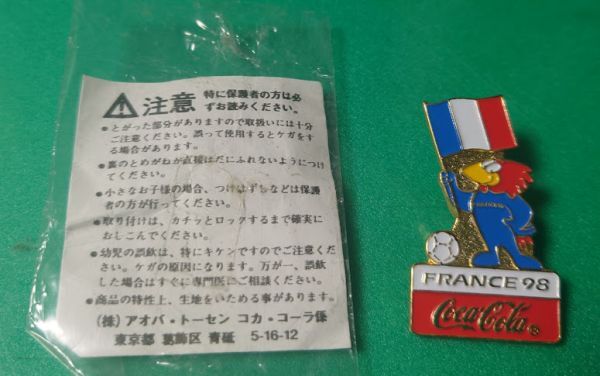 ⚠注意 特に保護者の方は必
ずお読みください。
●とがった部分がありますので取扱いには十分
ご注意ください。誤って使用するとケガをす
る場合があります。
●裏のとめがねが直接はだにふれないようにつけ
てください。
●小さなお子様の場合、つけはずしなどは保護
者の方が行ってください。
●取り付けは、カチッとロックするまで確実に
おしこんでください。
●幼児の誤飲は、特にキケンですのでご注意くださ
い。ケガの原因になります。万が一、誤飲
した場合はすぐに専門医にご相談ください。
●商品の特性上、生地をいためる事があります。
(株) アオバ・トーセン コカ・コーラ係
東京都 葛飾区 青砥 5-16-12
FRANCE 98
Coca-Cola®